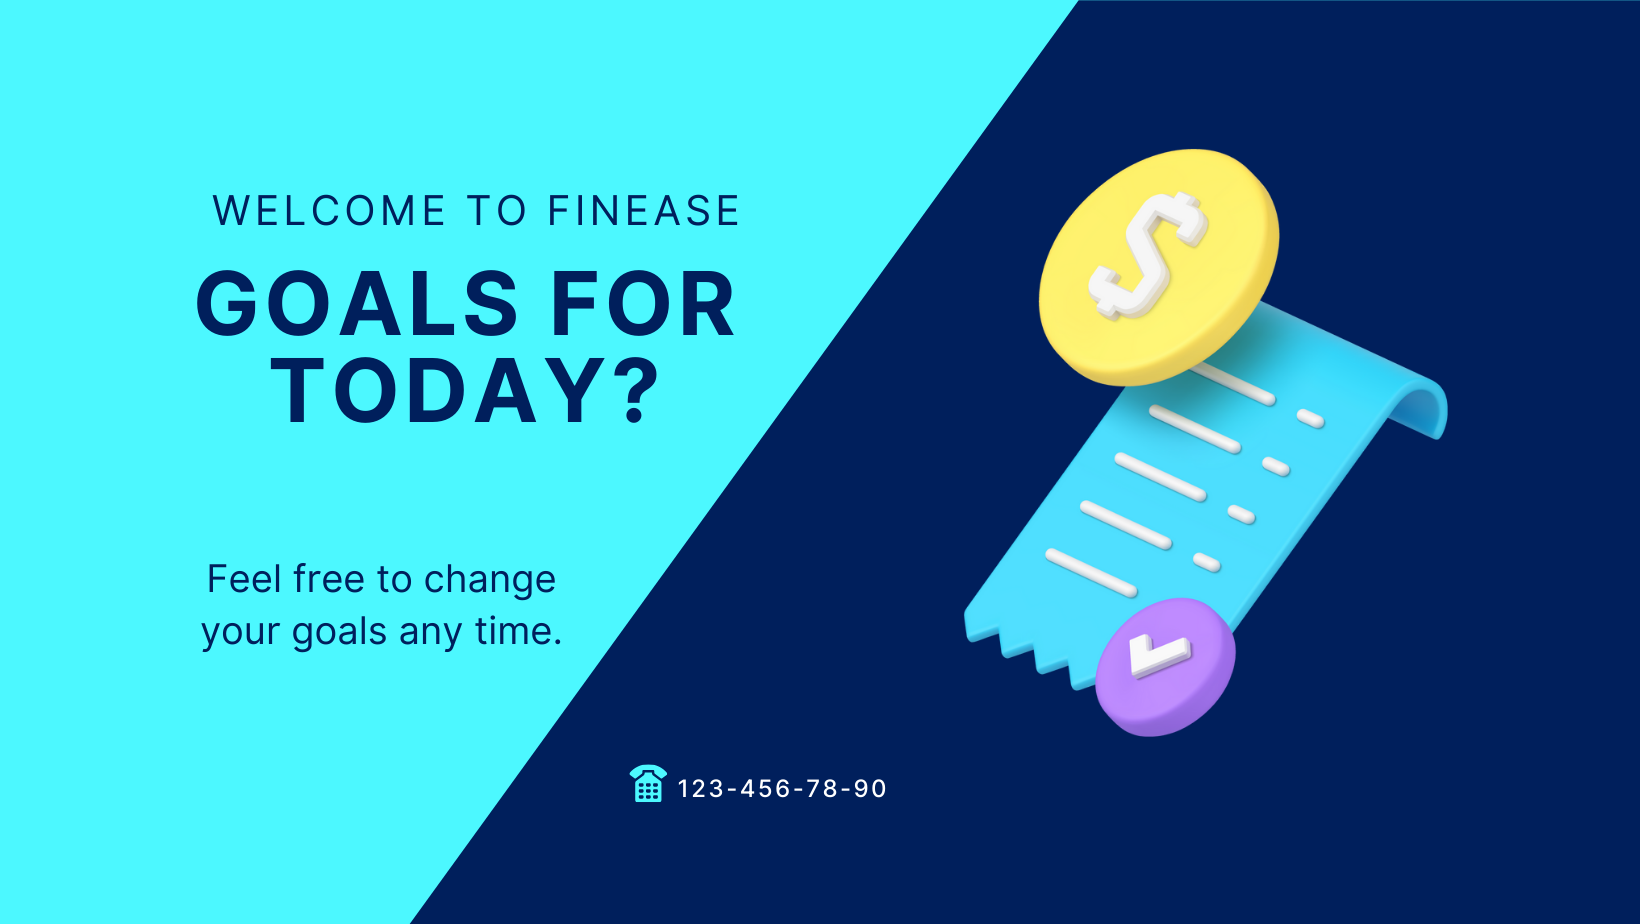 WELCOME TO FINEASE
GOALS FOR
TODAY?
Feel free to change
your goals any time.
123-456-78-90